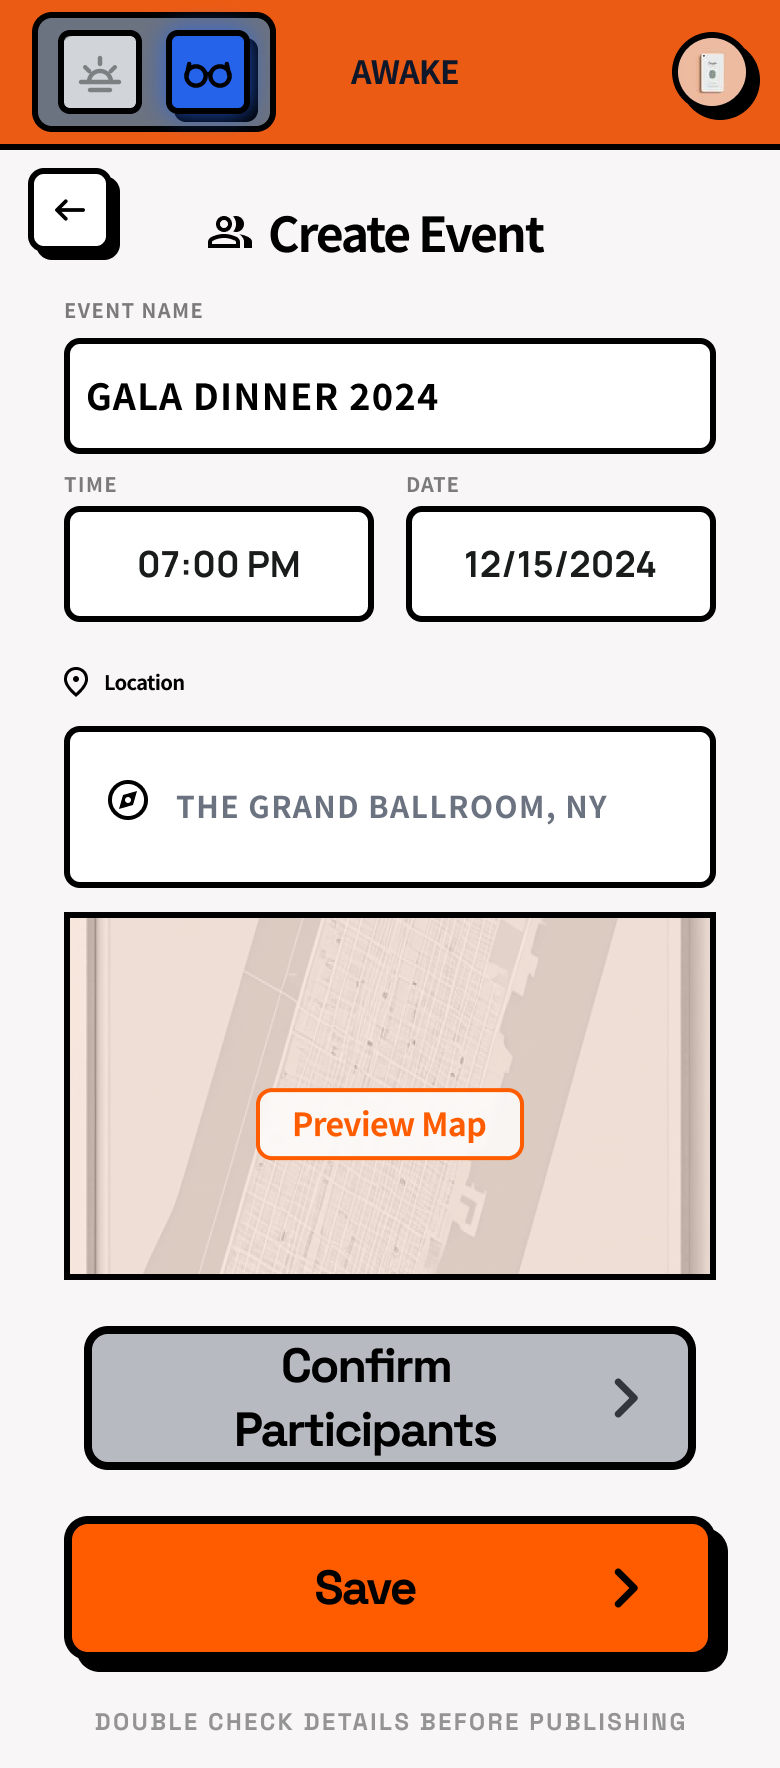 AWAKE
Create Event
EVENT NAME
GALA DINNER 2024
TIME
DATE
07:00 PM
12/15/2024
Location
THE GRAND BALLROOM, NY
Preview Map
Confirm
Participants
Save
DOUBLE CHECK DETAILS BEFORE PUBLISHING